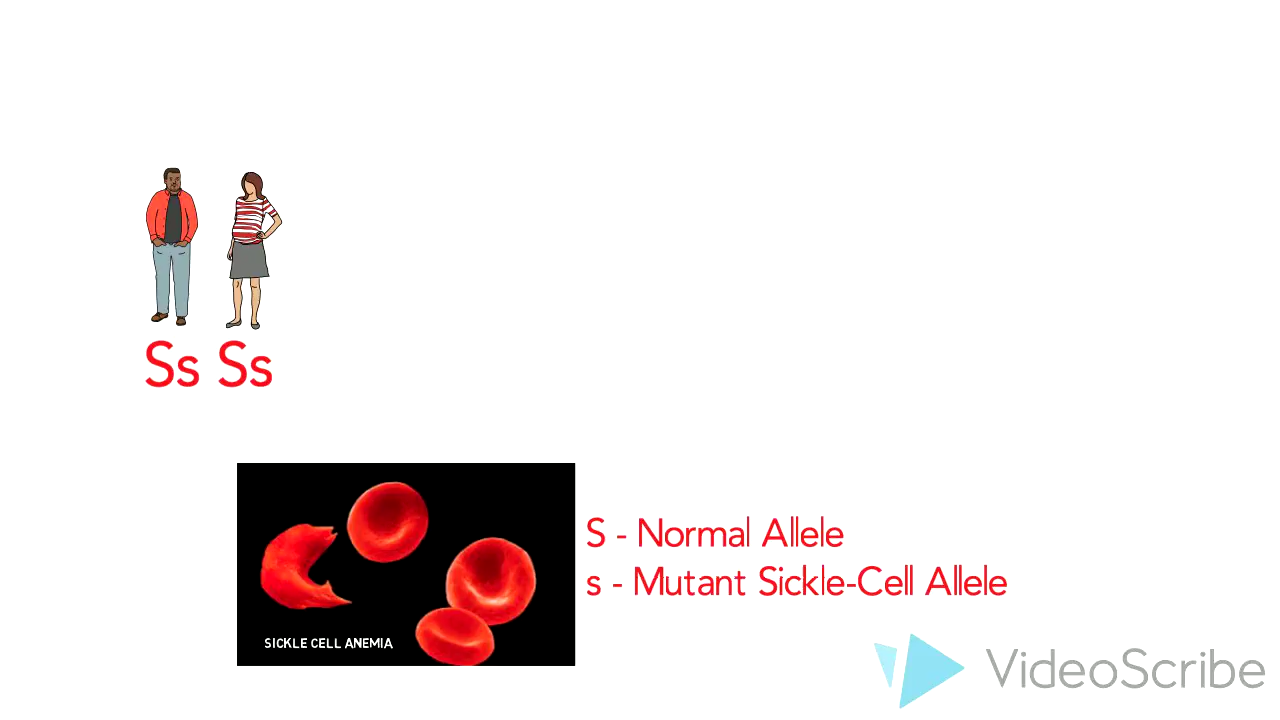 Ss Ss
S - Normal Allele
s - Mutant Sickle-Cell Allele
SICKLE CELL ANEMIA
VideoScribe